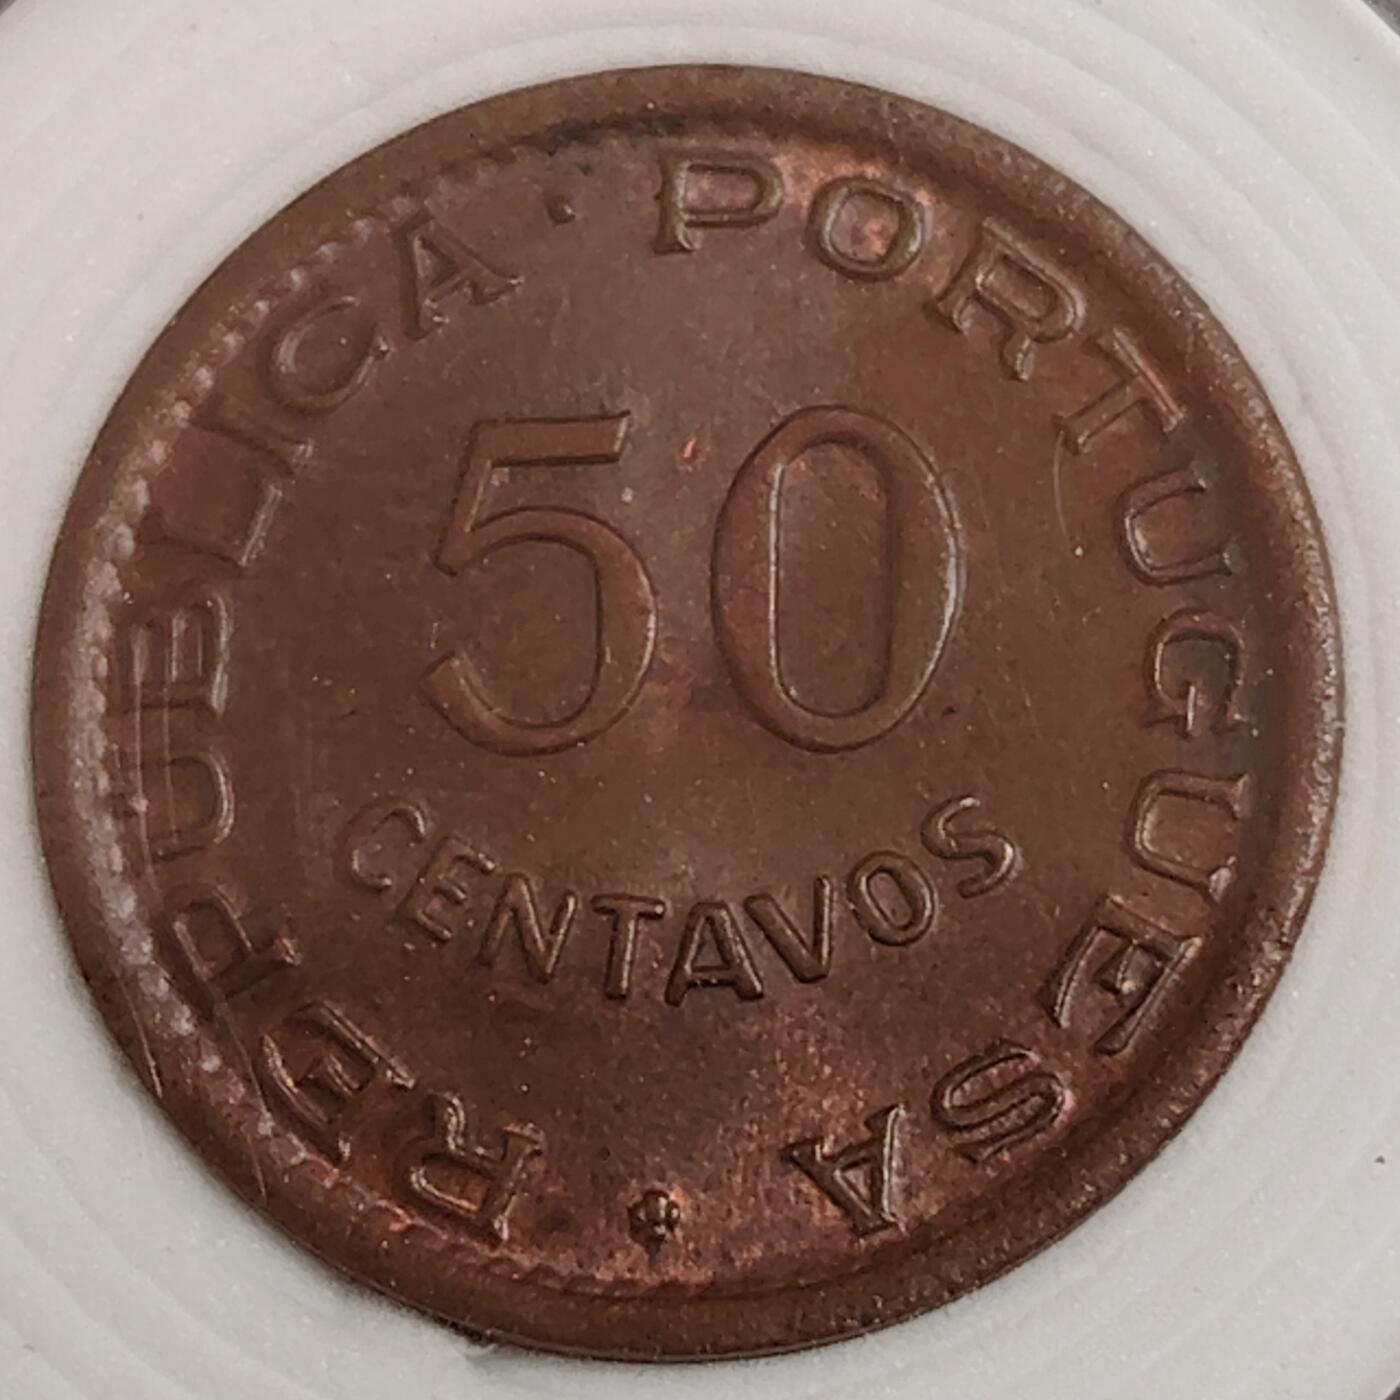 REPUBLICA · PORTUGUESA
50
CENTAVOS